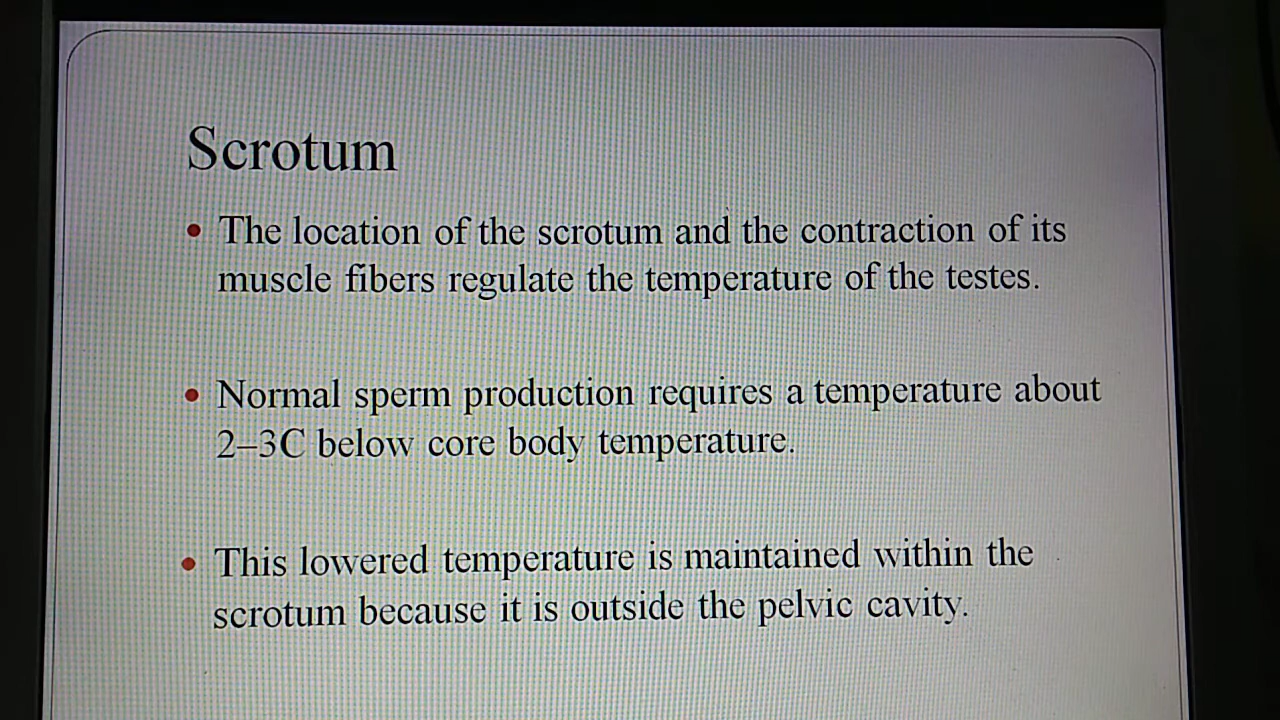 Scrotum
• The location of the scrotum and the contraction of its
muscle fibers regulate the temperature of the testes.
• Normal sperm production requires a temperature about
2–3C below core body temperature.
• This lowered temperature is maintained within the
scrotum because it is outside the pelvic cavity.